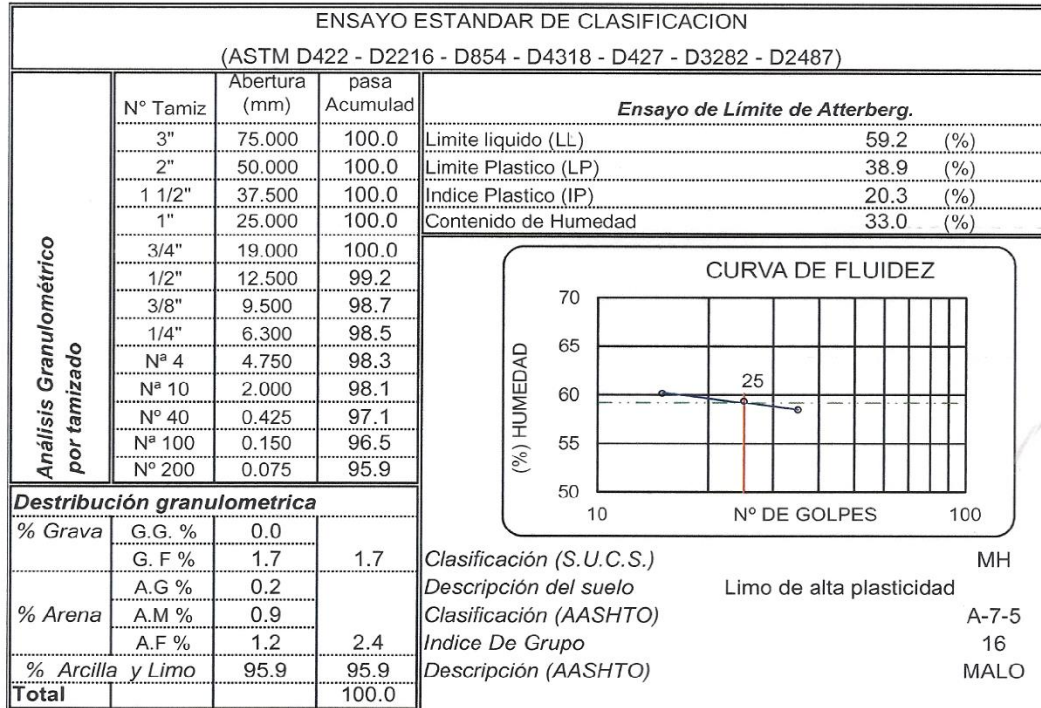 ENSAYO ESTANDAR DE CLASIFICACION
(ASTM D422 - D2216 - D854 - D4318 - D427 - D3282 - D2487)
Análisis Granulométrico
por tamizado
N° Tamiz Abertura (mm) pasa Acumulad
3" 75.000 100.0
2" 50.000 100.0
1 1/2" 37.500 100.0
1" 25.000 100.0
3/4" 19.000 100.0
1/2" 12.500 99.2
3/8" 9.500 98.7
1/4" 6.300 98.5
Nª 4 4.750 98.3
Nª 10 2.000 98.1
Nº 40 0.425 97.1
Nª 100 0.150 96.5
Nº 200 0.075 95.9
Destribución granulometrica
% Grava G.G. % 0.0
G. F % 1.7 1.7
A.G % 0.2
% Arena A.M % 0.9
A.F % 1.2 2.4
% Arcilla y Limo 95.9 95.9
Total 100.0
Ensayo de Límite de Atterberg.
Limite liquido (LL) 59.2 (%)
Limite Plastico (LP) 38.9 (%)
Indice Plastico (IP) 20.3 (%)
Contenido de Humedad 33.0 (%)
CURVA DE FLUIDEZ
(%) HUMEDAD
70
65
60
55
50
25
10 Nº DE GOLPES 100
Clasificación (S.U.C.S.) MH
Descripción del suelo Limo de alta plasticidad
Clasificación (AASHTO) A-7-5
Indice De Grupo 16
Descripción (AASHTO) MALO